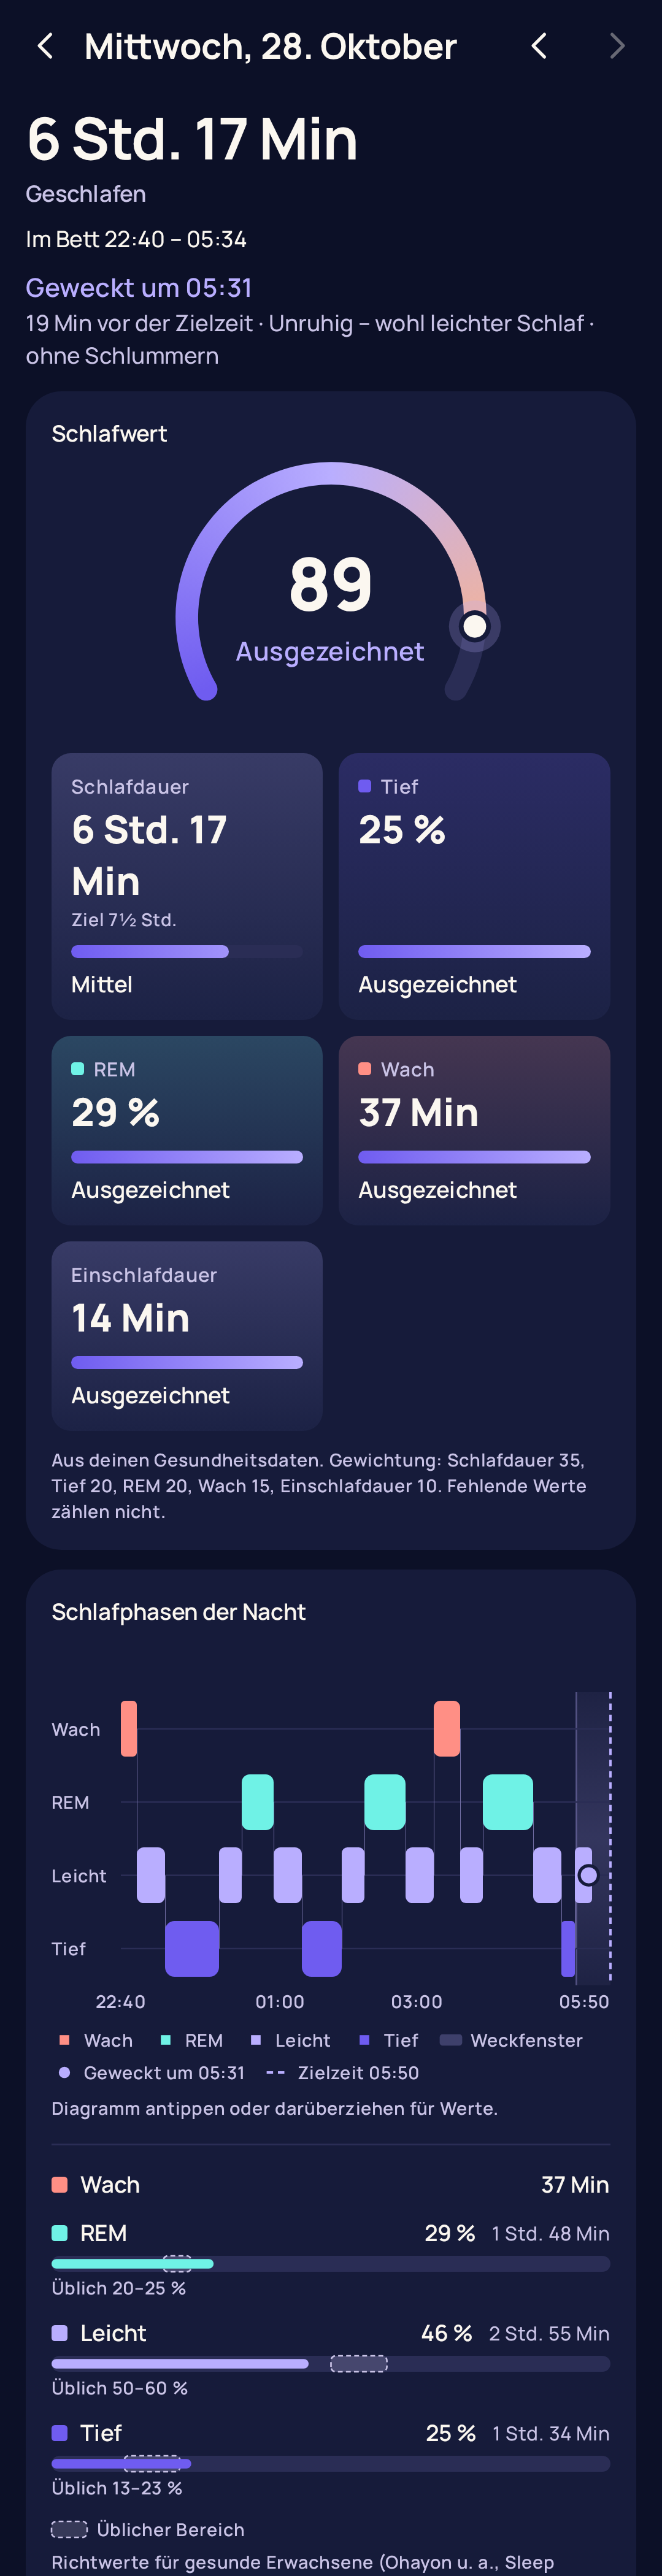 Mittwoch, 28. Oktober
6 Std. 17 Min
Geschlafen
Im Bett 22:40 – 05:34
Geweckt um 05:31
19 Min vor der Zielzeit · Unruhig – wohl leichter Schlaf ·
ohne Schlummern
Schlafwert
89
Ausgezeichnet
Schlafdauer
6 Std. 17
Min
Ziel 7½ Std.
Mittel
Tief
25 %
Ausgezeichnet
REM
29 %
Ausgezeichnet
Wach
37 Min
Ausgezeichnet
Einschlafdauer
14 Min
Ausgezeichnet
Aus deinen Gesundheitsdaten. Gewichtung: Schlafdauer 35,
Tief 20, REM 20, Wach 15, Einschlafdauer 10. Fehlende Werte
zählen nicht.
Schlafphasen der Nacht
Wach
REM
Leicht
Tief
22:40 01:00 03:00 05:50
Wach REM Leicht Tief Weckfenster
Geweckt um 05:31 Zielzeit 05:50
Diagramm antippen oder darüberziehen für Werte.
Wach 37 Min
REM 29 % 1 Std. 48 Min
Üblich 20–25 %
Leicht 46 % 2 Std. 55 Min
Üblich 50–60 %
Tief 25 % 1 Std. 34 Min
Üblich 13–23 %
Üblicher Bereich
Richtwerte für gesunde Erwachsene (Ohayon u. a., Sleep